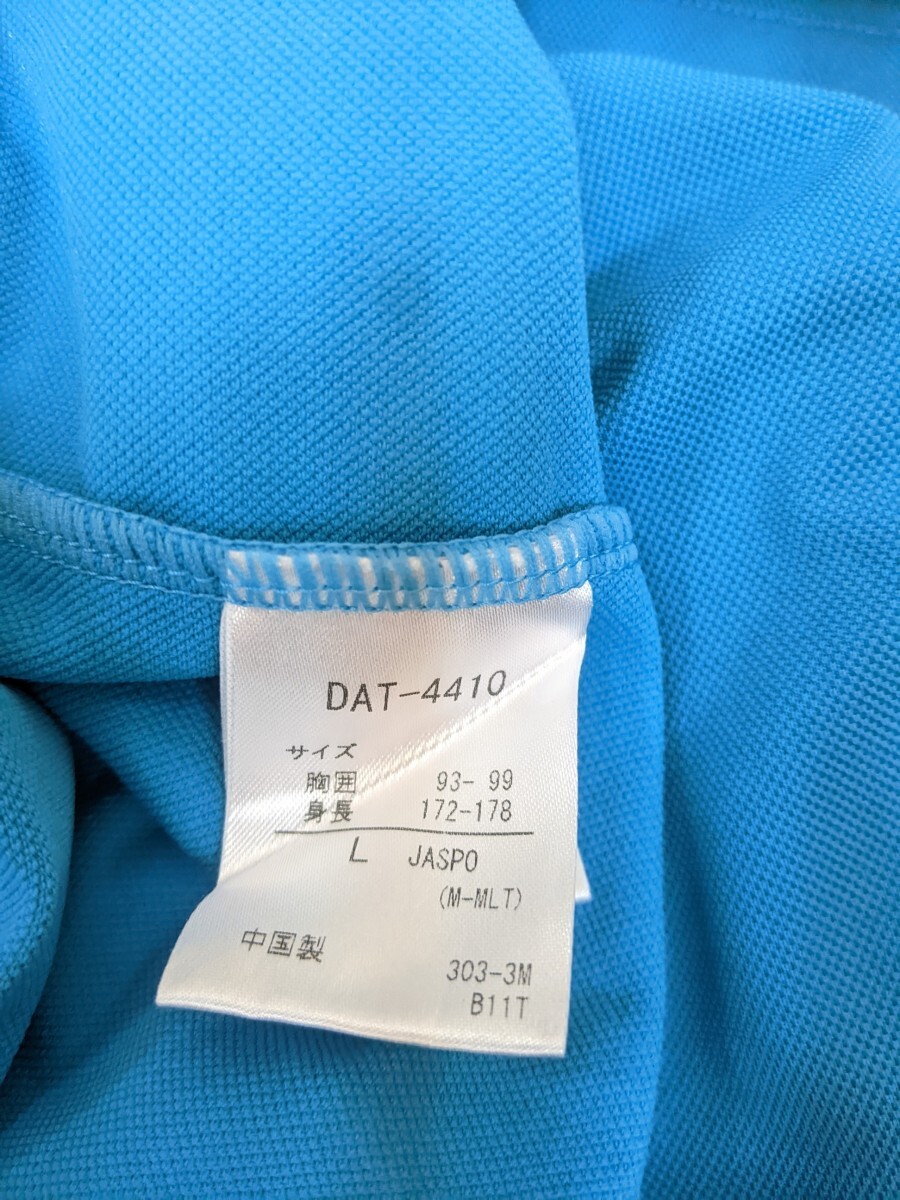 DAT-4410
サイズ
胸囲 93- 99
身長 172-178
L JASPO
(M-MLT)
中国製
303-3M
B11T